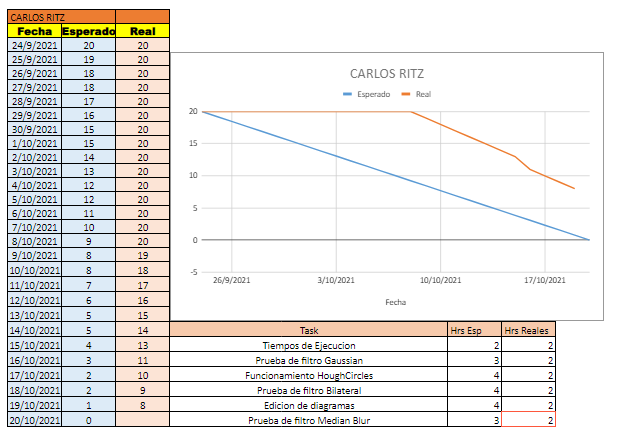 CARLOS RITZ
Fecha Esperado Real
24/9/2021 20 20
25/9/2021 19 20
26/9/2021 18 20
27/9/2021 18 20
28/9/2021 17 20
29/9/2021 16 20
30/9/2021 15 20
1/10/2021 15 20
2/10/2021 14 20
3/10/2021 13 20
4/10/2021 12 20
5/10/2021 12 20
6/10/2021 11 20
7/10/2021 10 20
8/10/2021 9 20
9/10/2021 8 19
10/10/2021 8 18
11/10/2021 7 17
12/10/2021 6 16
13/10/2021 5 15
14/10/2021 5 14
15/10/2021 4 13
16/10/2021 3 11
17/10/2021 2 10
18/10/2021 2 9
19/10/2021 1 8
20/10/2021 0
CARLOS RITZ
Esperado Real
20
15
10
5
0
-5
26/9/2021 3/10/2021 10/10/2021 17/10/2021
Fecha
Task Hrs Esp Hrs Reales
Tiempos de Ejecucion 2 2
Prueba de filtro Gaussian 3 2
Funcionamiento HoughCircles 4 2
Prueba de filtro Bilateral 4 2
Edicion de diagramas 4 2
Prueba de filtro Median Blur 3 2